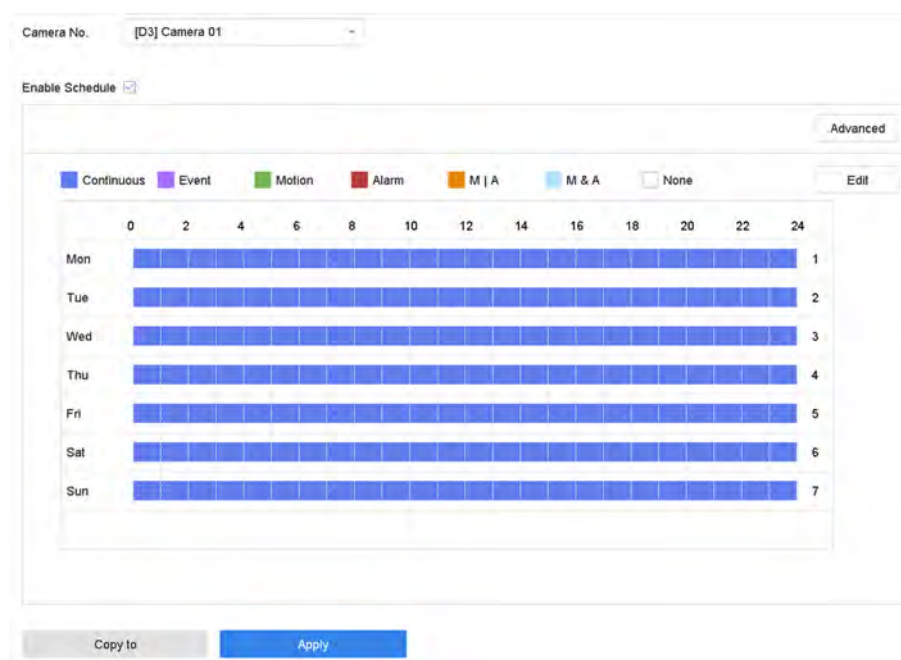 Camera No. [D3] Camera 01
Enable Schedule
Advanced
Continuous Event Motion Alarm M | A M & A None Edit
0 2 4 6 8 10 12 14 16 18 20 22 24
Mon 1
Tue 2
Wed 3
Thu 4
Fri 5
Sat 6
Sun 7
Copy to Apply